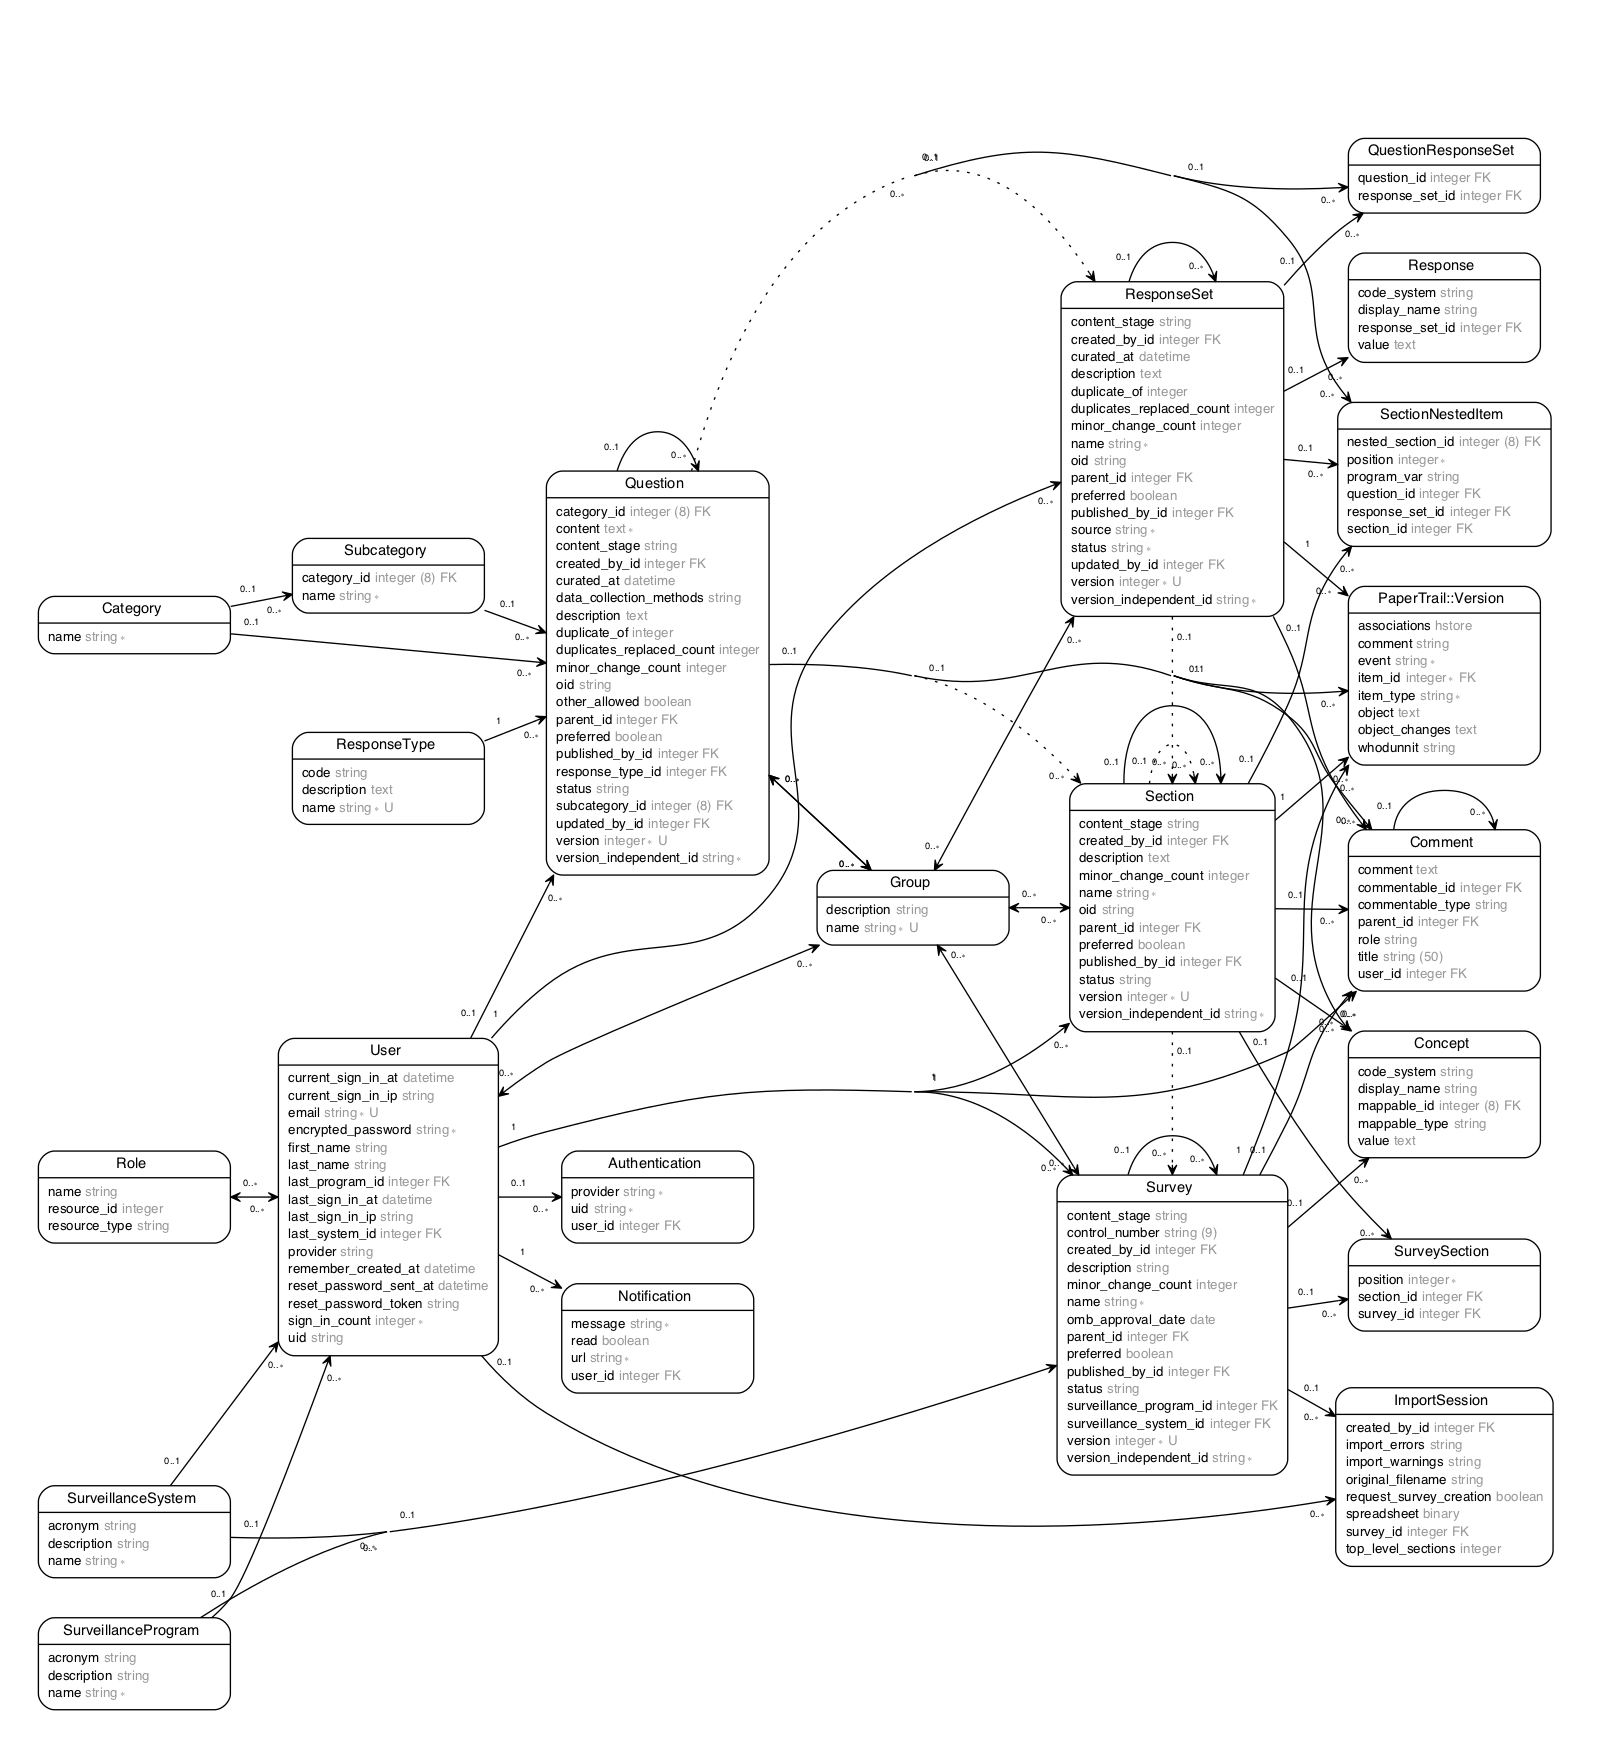 QuestionResponseSet
question_id integer FK
response_set_id integer FK
Response
code_system string
display_name string
response_set_id integer FK
value text
ResponseSet
content_stage string
created_by_id integer FK
curated_at datetime
description text
duplicate_of integer
duplicates_replaced_count integer
minor_change_count integer
name string ∗
oid string
parent_id integer FK
preferred boolean
published_by_id integer FK
source string ∗
status string ∗
updated_by_id integer FK
version integer ∗ U
version_independent_id string ∗
SectionNestedItem
nested_section_id integer (8) FK
position integer ∗
program_var string
question_id integer FK
response_set_id integer FK
section_id integer FK
Question
category_id integer (8) FK
content text ∗
content_stage string
created_by_id integer FK
curated_at datetime
data_collection_methods string
description text
duplicate_of integer
duplicates_replaced_count integer
minor_change_count integer
oid string
other_allowed boolean
parent_id integer FK
preferred boolean
published_by_id integer FK
response_type_id integer FK
status string
subcategory_id integer (8) FK
updated_by_id integer FK
version integer ∗ U
version_independent_id string ∗
Subcategory
category_id integer (8) FK
name string ∗
Category
name string ∗
ResponseType
code string
description text
name string ∗ U
PaperTrail::Version
associations hstore
comment string
event string ∗
item_id integer ∗ FK
item_type string ∗
object text
object_changes text
whodunnit string
Section
content_stage string
created_by_id integer FK
description text
minor_change_count integer
name string ∗
oid string
parent_id integer FK
preferred boolean
published_by_id integer FK
status string
version integer ∗ U
version_independent_id string ∗
Comment
comment text
commentable_id integer FK
commentable_type string
parent_id integer FK
role string
title string (50)
user_id integer FK
Group
description string
name string ∗ U
User
current_sign_in_at datetime
current_sign_in_ip string
email string ∗ U
encrypted_password string ∗
first_name string
last_name string
last_program_id integer FK
last_sign_in_at datetime
last_sign_in_ip string
last_system_id integer FK
provider string
remember_created_at datetime
reset_password_sent_at datetime
reset_password_token string
sign_in_count integer ∗
uid string
Concept
code_system string
display_name string
mappable_id integer (8) FK
mappable_type string
value text
Role
name string
resource_id integer
resource_type string
Authentication
provider string ∗
uid string ∗
user_id integer FK
Notification
message string ∗
read boolean
url string ∗
user_id integer FK
Survey
content_stage string
control_number string (9)
created_by_id integer FK
description string
minor_change_count integer
name string ∗
omb_approval_date date
parent_id integer FK
preferred boolean
published_by_id integer FK
status string
surveillance_program_id integer FK
surveillance_system_id integer FK
version integer ∗ U
version_independent_id string ∗
SurveySection
position integer ∗
section_id integer FK
survey_id integer FK
ImportSession
created_by_id integer FK
import_errors string
import_warnings string
original_filename string
request_survey_creation boolean
spreadsheet binary
survey_id integer FK
top_level_sections integer
SurveillanceSystem
acronym string
description string
name string ∗
SurveillanceProgram
acronym string
description string
name string ∗